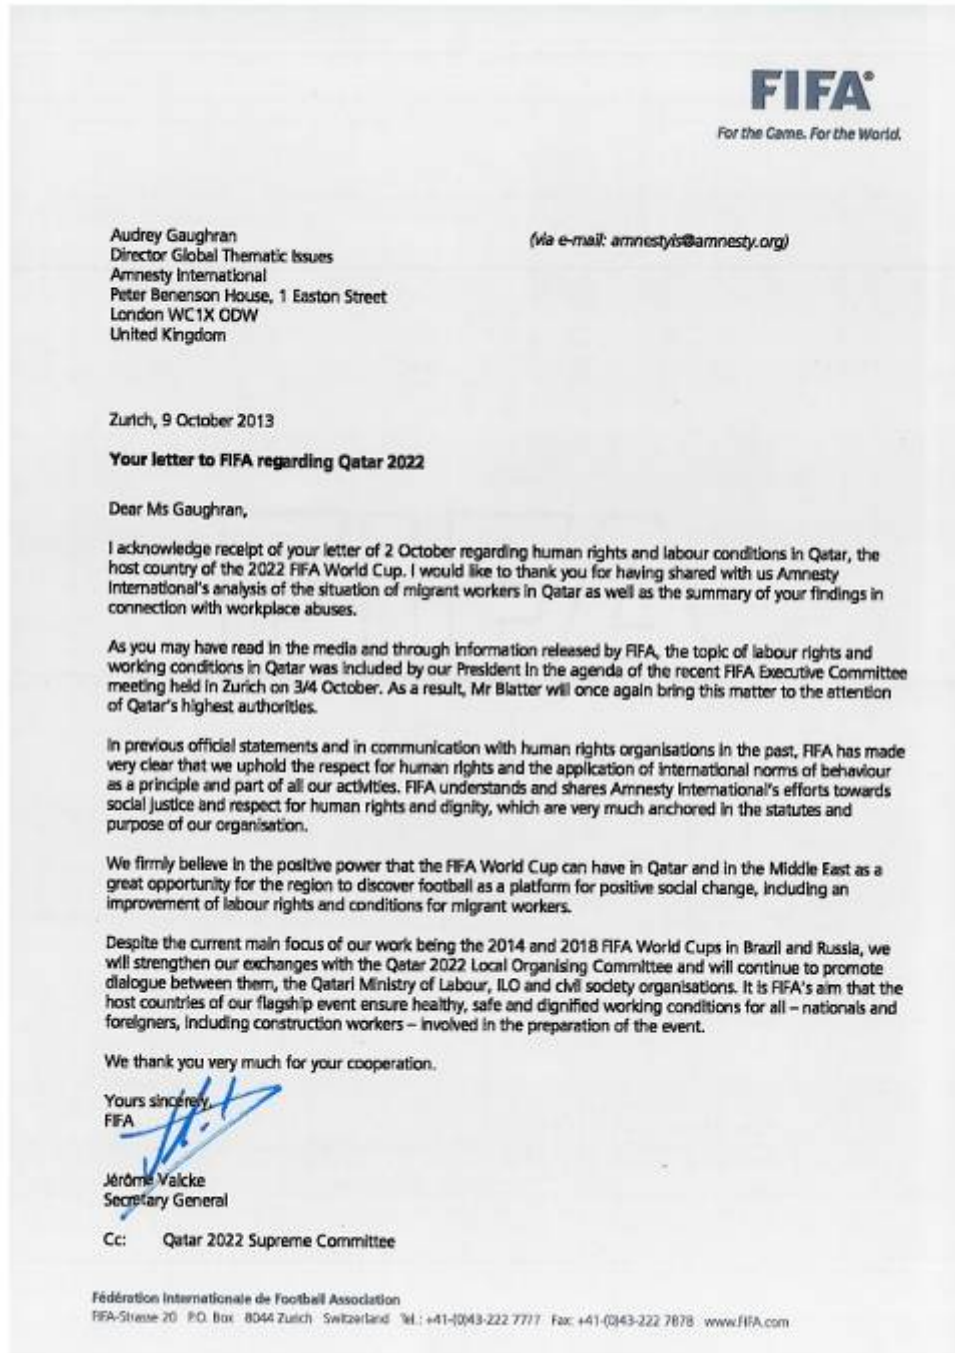 FIFA®
For the Game. For the World.
Audrey Gaughran
(via e-mail: amnestyis@amnesty.org)
Director Global Thematic Issues
Amnesty International
Peter Benenson House, 1 Easton Street
London WC1X 0DW
United Kingdom
Zurich, 9 October 2013
Your letter to FIFA regarding Qatar 2022
Dear Ms Gaughran,
I acknowledge receipt of your letter of 2 October regarding human rights and labour conditions in Qatar, the
host country of the 2022 FIFA World Cup. I would like to thank you for having shared with us Amnesty
International's analysis of the situation of migrant workers in Qatar as well as the summary of your findings in
connection with workplace abuses.
As you may have read in the media and through information released by FIFA, the topic of labour rights and
working conditions in Qatar was included by our President in the agenda of the recent FIFA Executive Committee
meeting held in Zurich on 3/4 October. As a result, Mr Blatter will once again bring this matter to the attention
of Qatar's highest authorities.
In previous official statements and in communication with human rights organisations in the past, FIFA has made
very clear that we uphold the respect for human rights and the application of international norms of behaviour
as a principle and part of all our activities. FIFA understands and shares Amnesty International's efforts towards
social justice and respect for human rights and dignity, which are very much anchored in the statutes and
purpose of our organisation.
We firmly believe in the positive power that the FIFA World Cup can have in Qatar and in the Middle East as a
great opportunity for the region to discover football as a platform for positive social change, including an
improvement of labour rights and conditions for migrant workers.
Despite the current main focus of our work being the 2014 and 2018 FIFA World Cups in Brazil and Russia, we
will strengthen our exchanges with the Qatar 2022 Local Organising Committee and will continue to promote
dialogue between them, the Qatari Ministry of Labour, ILO and civil society organisations. It is FIFA's aim that the
host countries of our flagship event ensure healthy, safe and dignified working conditions for all – nationals and
foreigners, including construction workers – involved in the preparation of the event.
We thank you very much for your cooperation.
Yours sincerely,
FIFA
Jérôme Valcke
Secretary General
Cc: Qatar 2022 Supreme Committee
Fédération Internationale de Football Association
FIFA-Strasse 20 P.O. Box 8044 Zurich Switzerland Tel.: +41-(0)43-222 7777 Fax: +41-(0)43-222 7878 www.FIFA.com